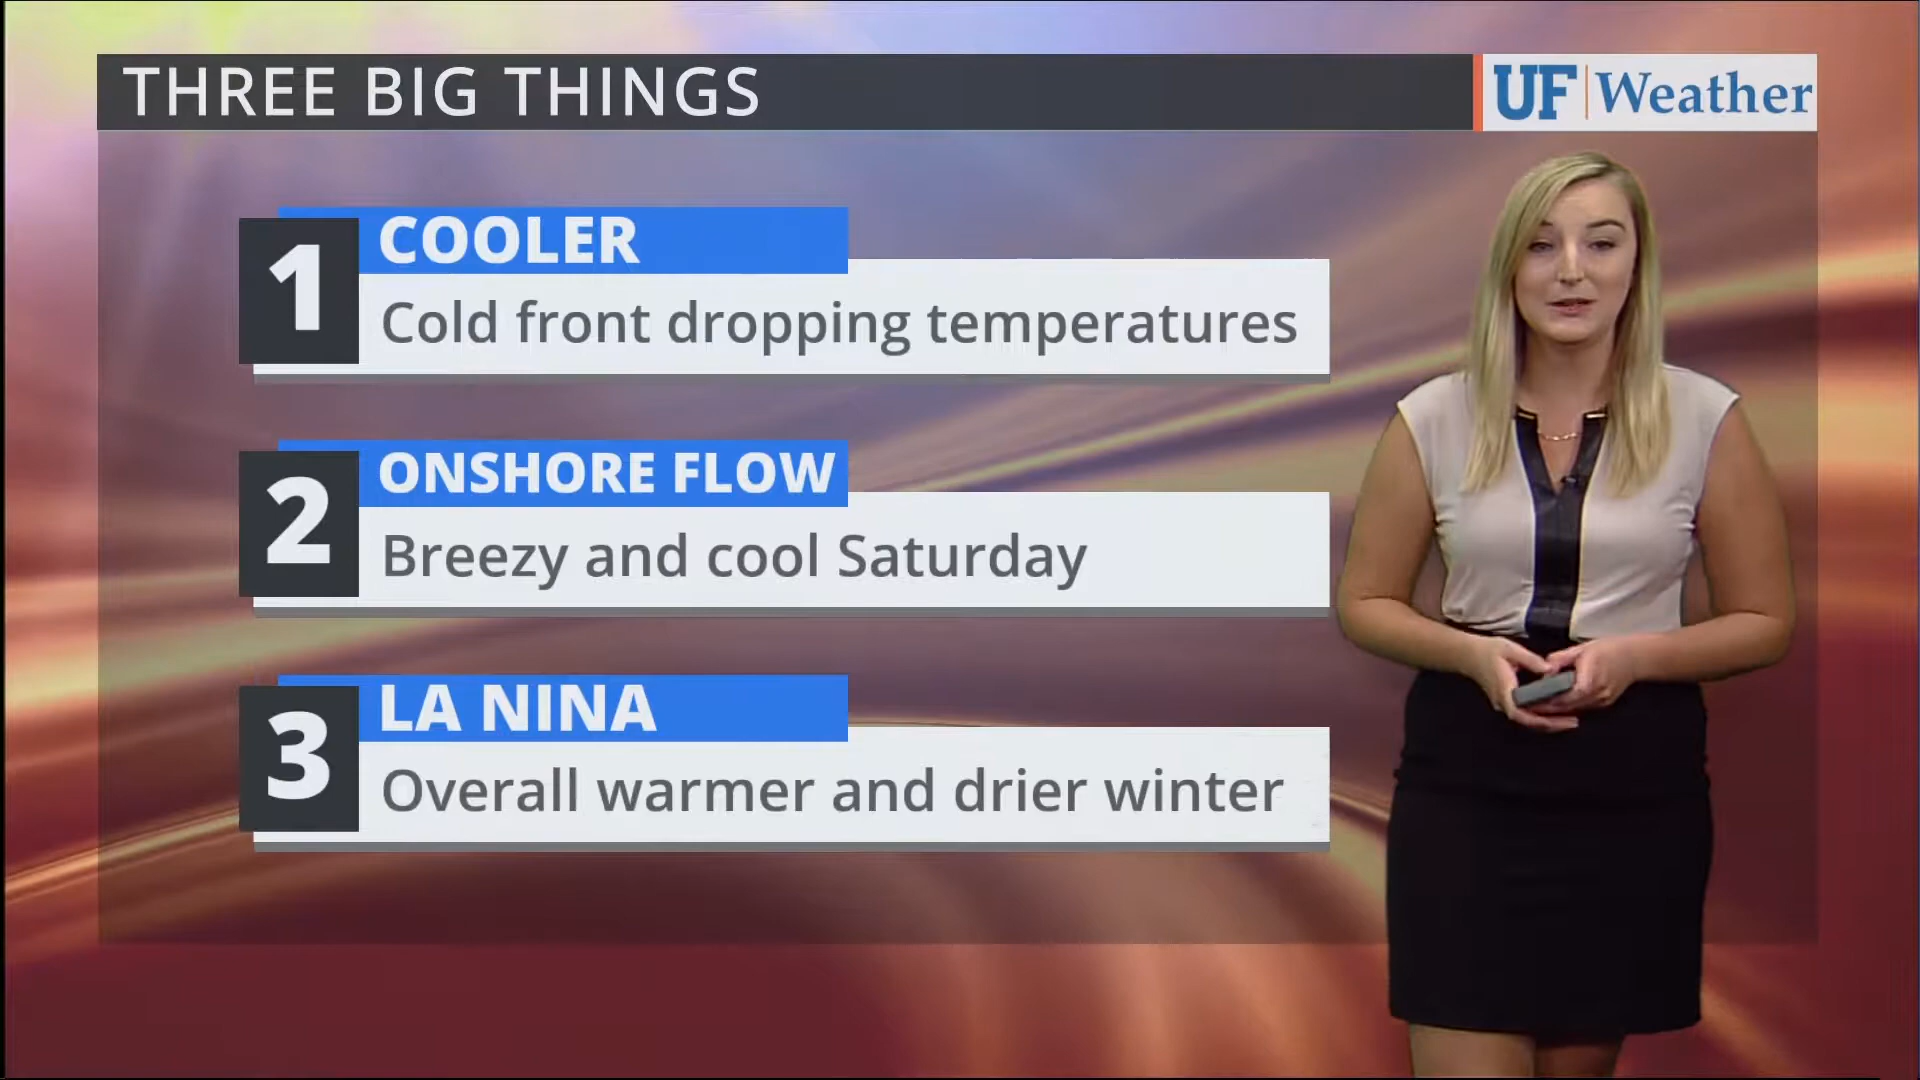 THREE BIG THINGS
UF Weather
1
COOLER
Cold front dropping temperatures
2
ONSHORE FLOW
Breezy and cool Saturday
3
LA NINA
Overall warmer and drier winter